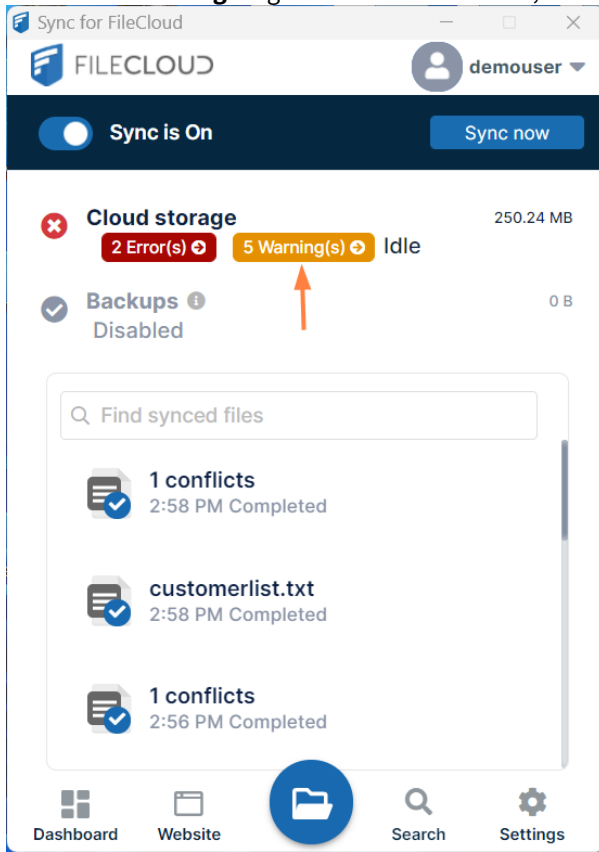 Sync for FileCloud
FILECLOUD
demouser
Sync is On
Sync now
Cloud storage
250.24 MB
2 Error(s)
5 Warning(s)
Idle
Backups
0 B
Disabled
Find synced files
1 conflicts
2:58 PM Completed
customerlist.txt
2:58 PM Completed
1 conflicts
2:56 PM Completed
Dashboard
Website
Search
Settings